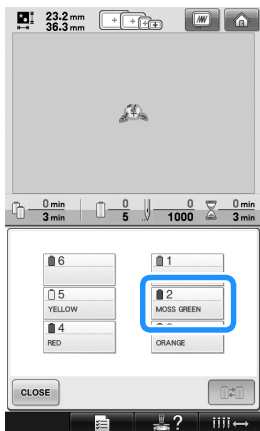 23.2 mm
36.3 mm
0 min
3 min
0
5
0
1000
0 min
3 min
6
1
5
YELLOW
2
MOSS GREEN
4
RED
ORANGE
CLOSE
?